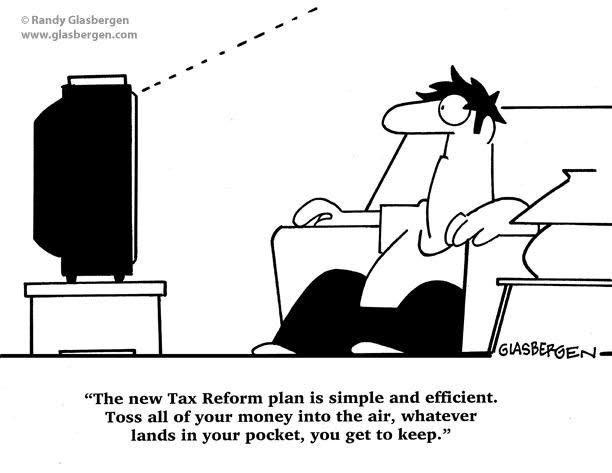 © Randy Glasbergen
www.glasbergen.com
GLASBERGEN
“The new Tax Reform plan is simple and efficient.
Toss all of your money into the air, whatever
lands in your pocket, you get to keep.”